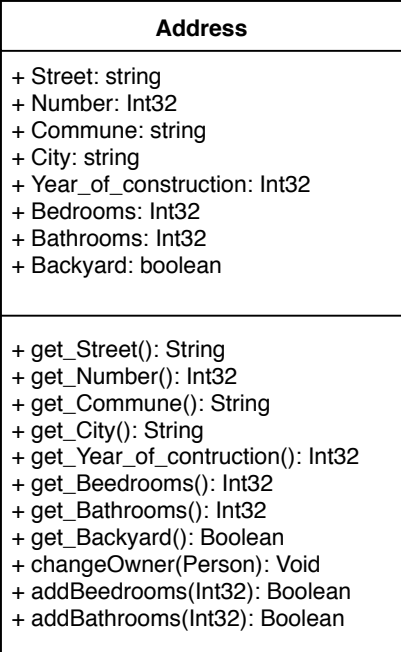 Address
+ Street: string
+ Number: Int32
+ Commune: string
+ City: string
+ Year_of_construction: Int32
+ Bedrooms: Int32
+ Bathrooms: Int32
+ Backyard: boolean
+ get_Street(): String
+ get_Number(): Int32
+ get_Commune(): String
+ get_City(): String
+ get_Year_of_contruction(): Int32
+ get_Beedrooms(): Int32
+ get_Bathrooms(): Int32
+ get_Backyard(): Boolean
+ changeOwner(Person): Void
+ addBeedrooms(Int32): Boolean
+ addBathrooms(Int32): Boolean